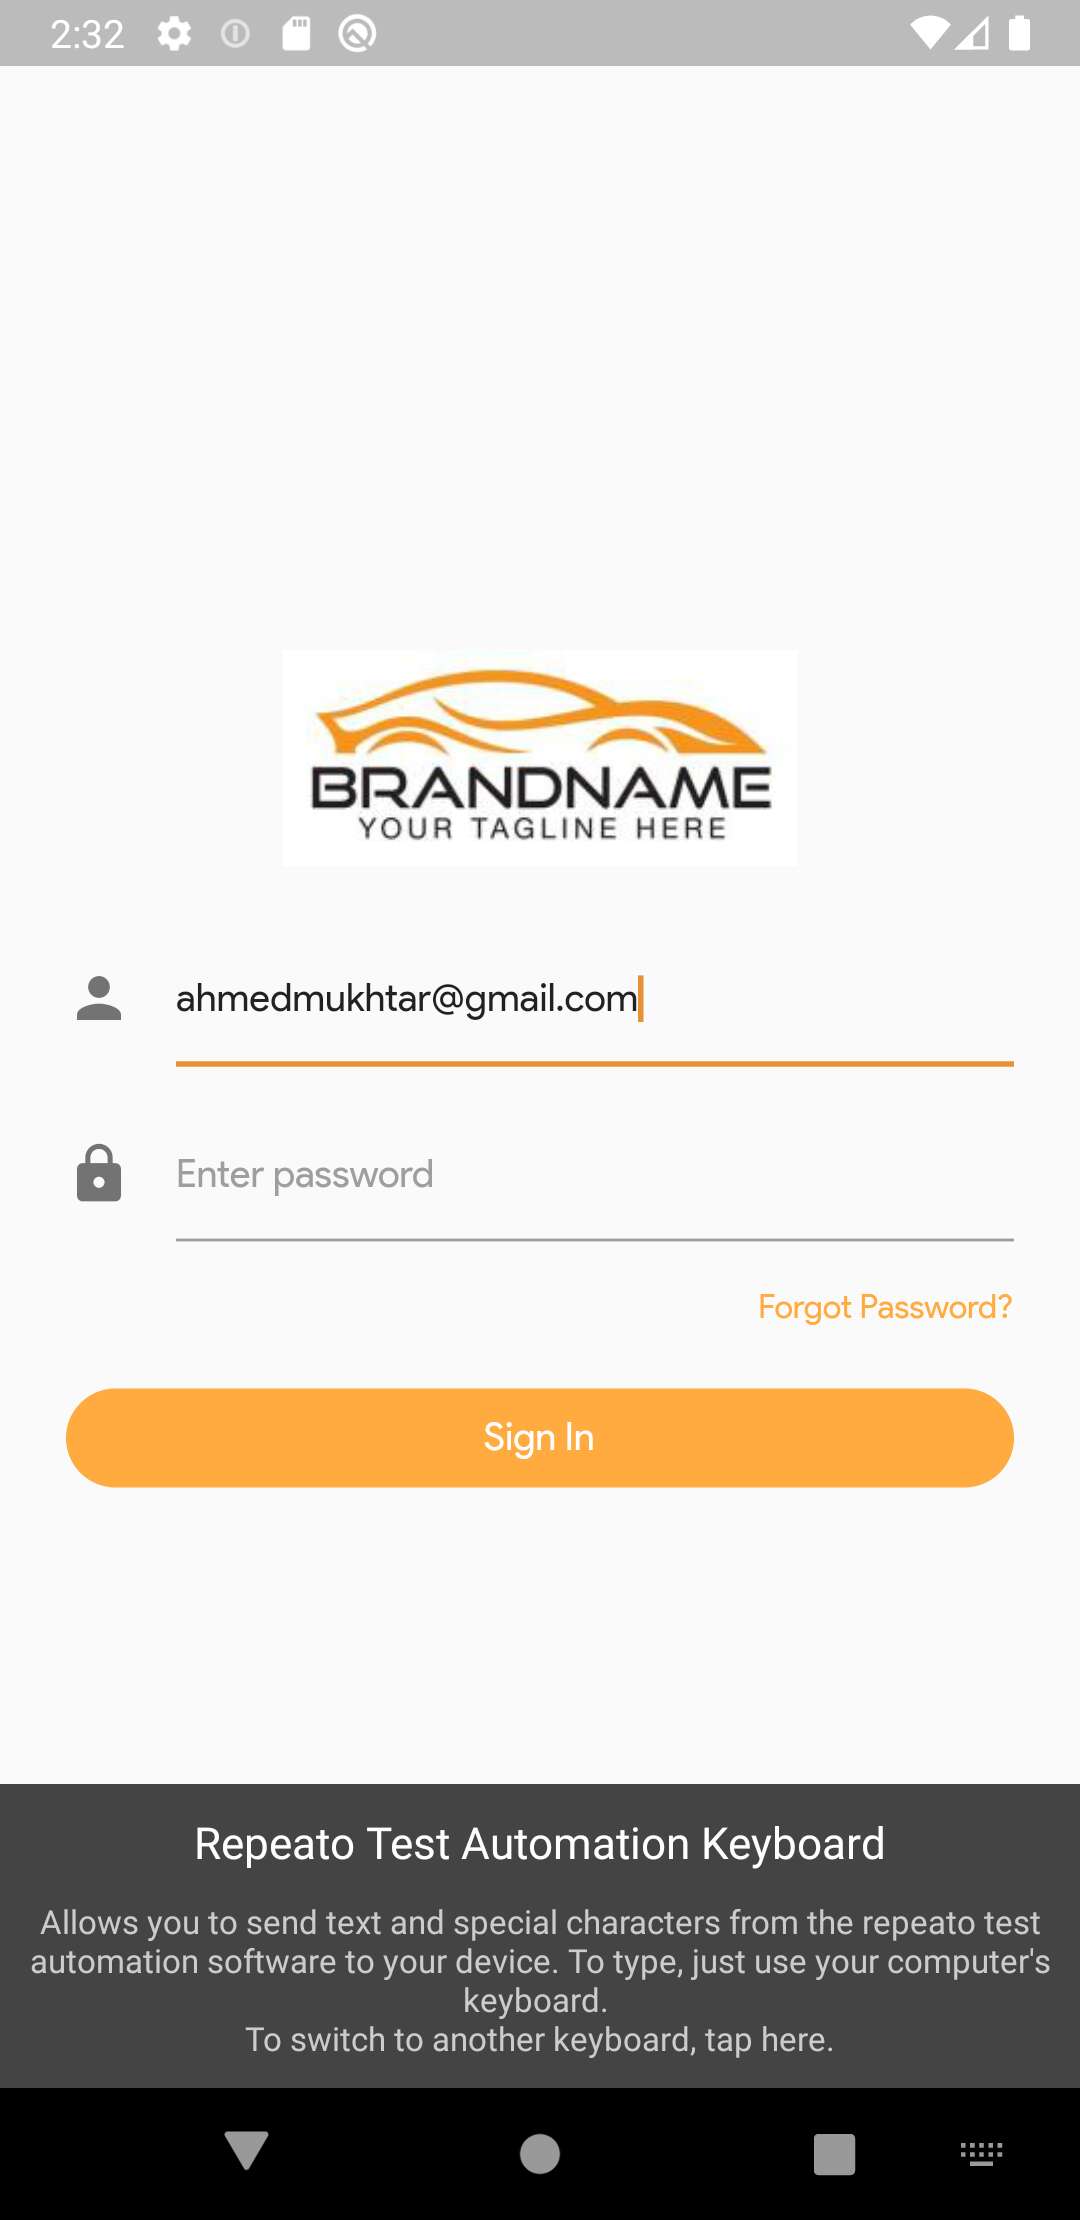 2:32
BRANDNAME
YOUR TAGLINE HERE
ahmedmukhtar@gmail.com
Enter password
Forgot Password?
Sign In
Repeato Test Automation Keyboard
Allows you to send text and special characters from the repeato test
automation software to your device. To type, just use your computer's
keyboard.
To switch to another keyboard, tap here.